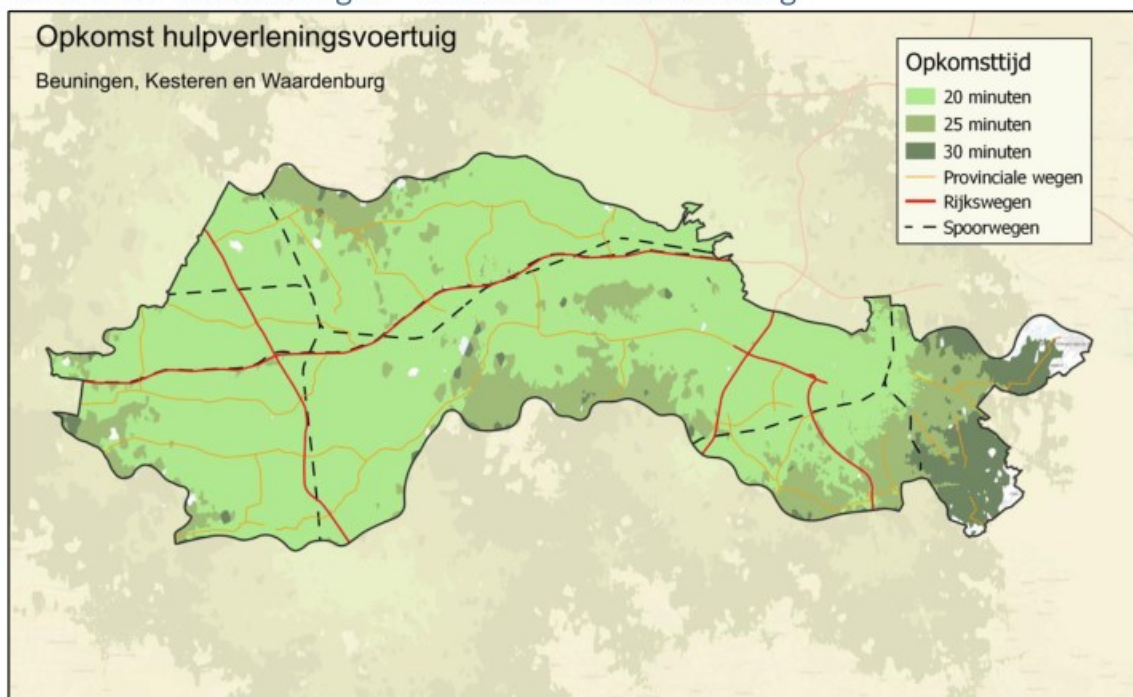 Opkomst hulpverleningsvoertuig
Beuningen, Kesteren en Waardenburg
Opkomsttijd
20 minuten
25 minuten
30 minuten
Provinciale wegen
Rijkswegen
Spoorwegen